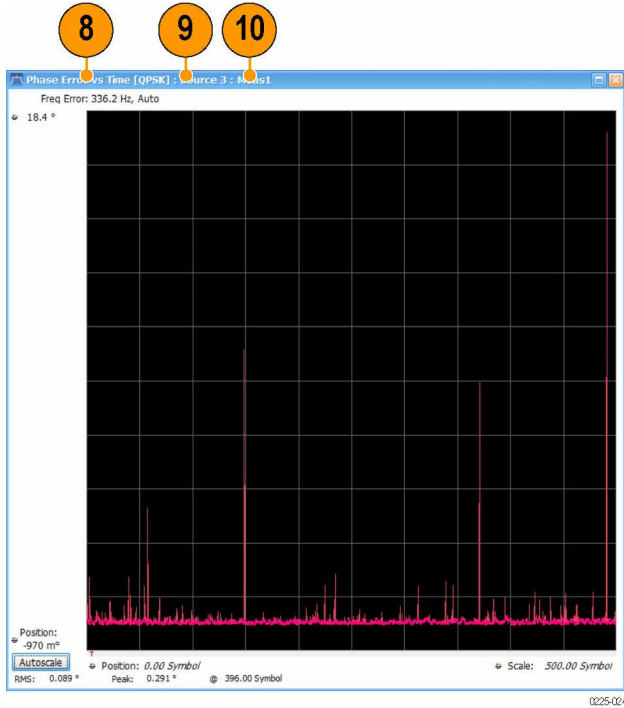 8 9 10
Phase Error vs Time [QPSK] : Source 3 : Meas1
Freq Error: 336.2 Hz, Auto
18.4 °
Position:
-970 m°
Autoscale
T
Position: 0.00 Symbol
Scale: 500.00 Symbol
RMS: 0.089 ° Peak: 0.291 ° @ 396.00 Symbol
0225-024